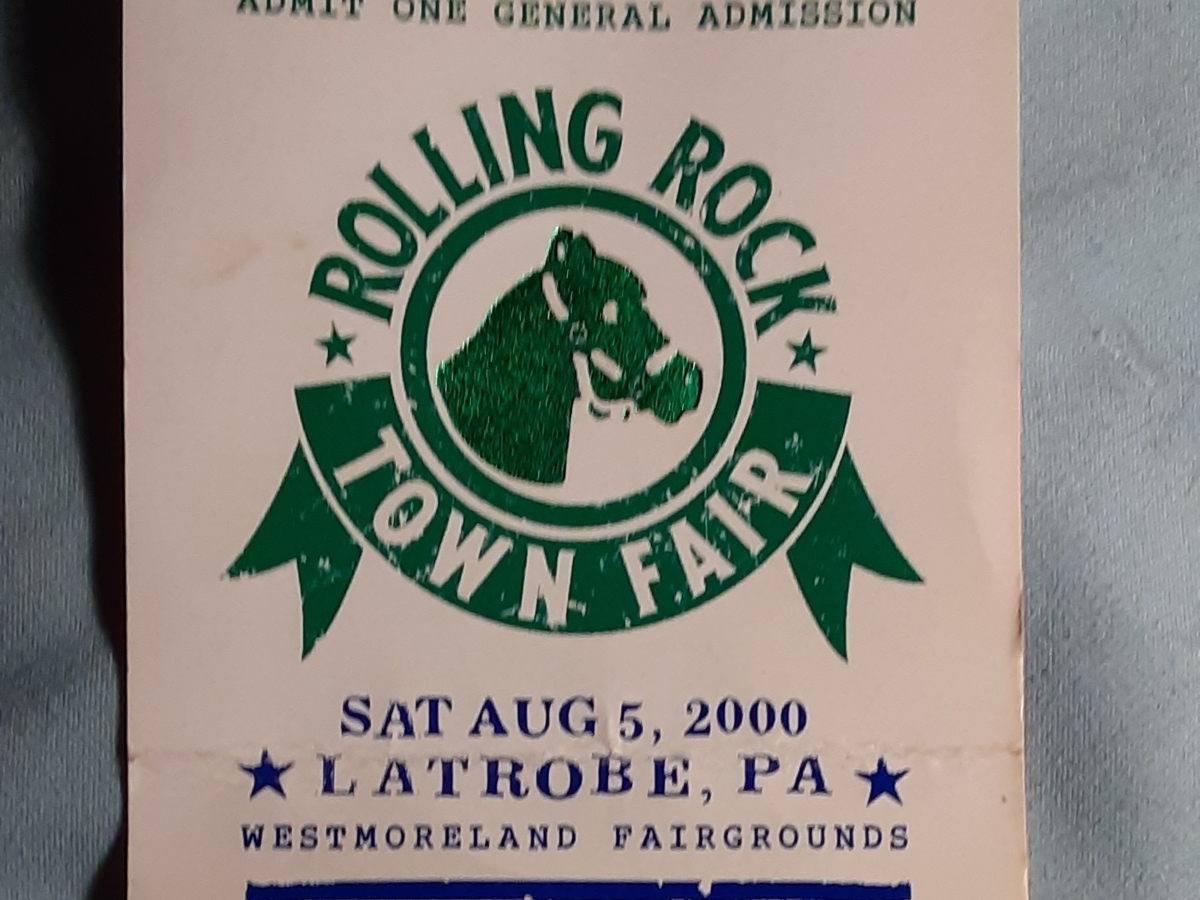 ADMIT ONE GENERAL ADMISSION
ROLLING ROCK
TOWN FAIR
SAT AUG 5, 2000
LATROBE, PA
WESTMORELAND FAIRGROUNDS